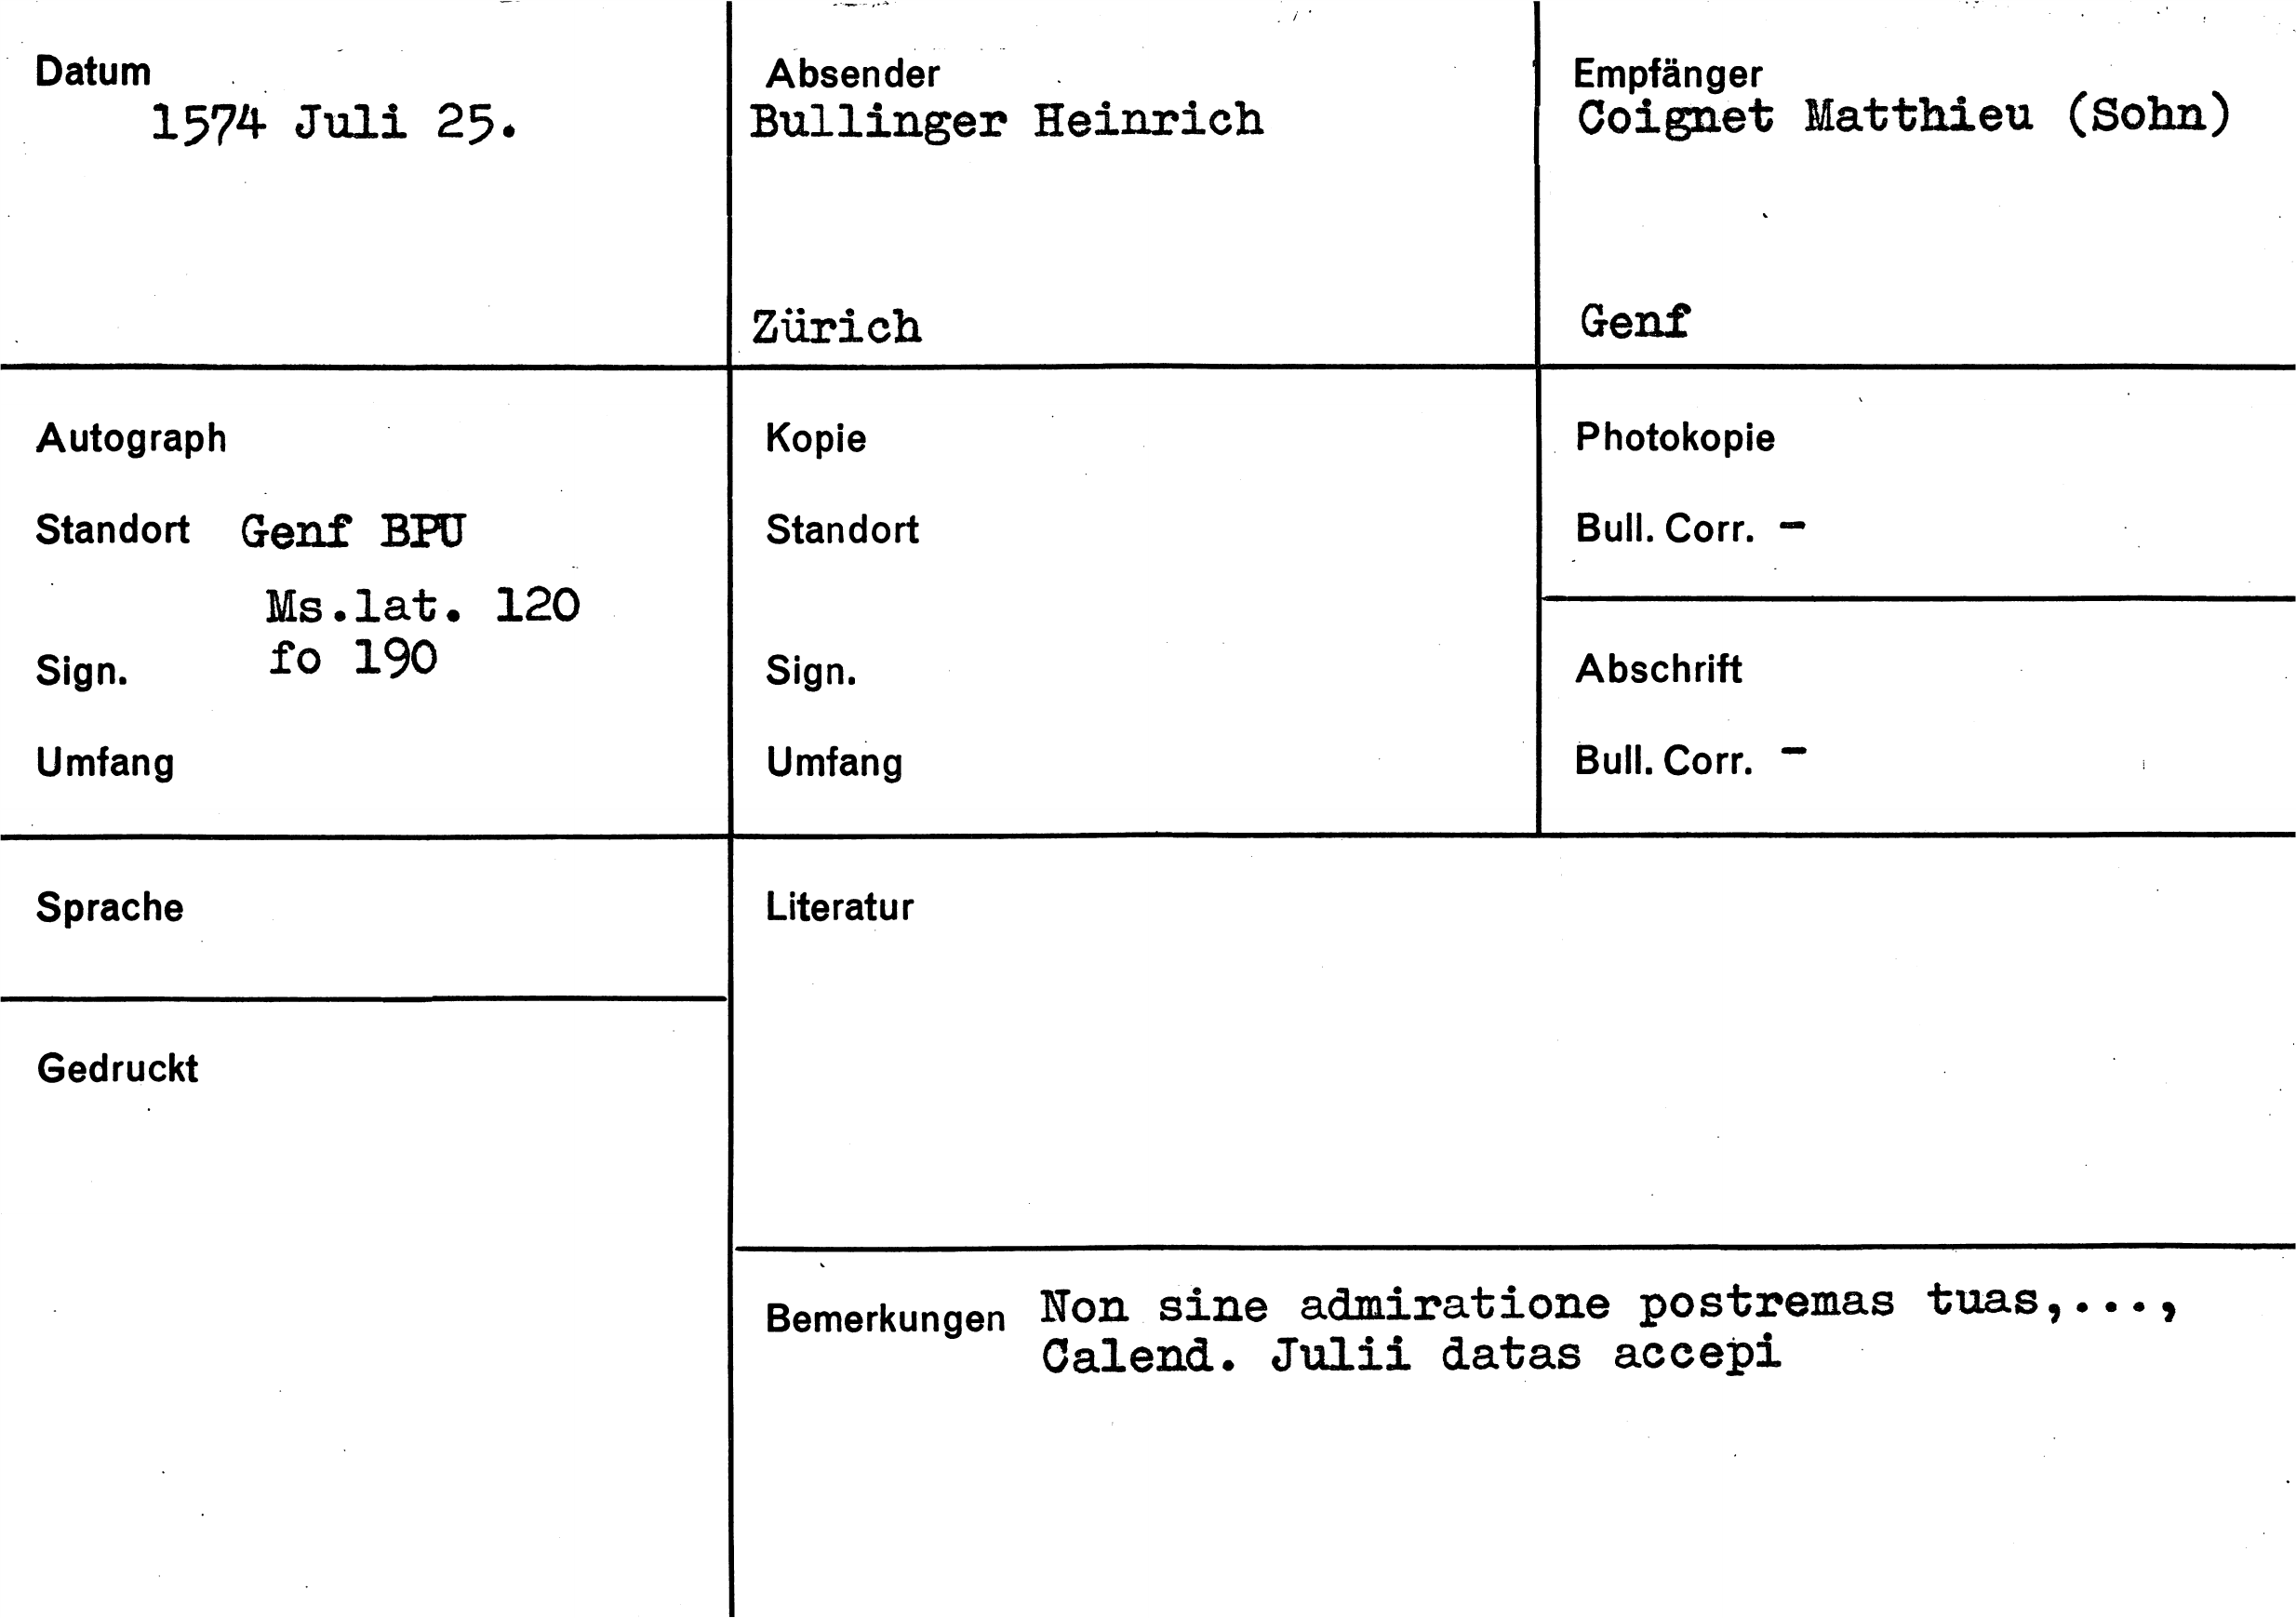 Datum
1574 Juli 25.
Absender
Bullinger Heinrich
Zürich
Empfänger
Coignet Matthieu (Sohn)
Genf
Autograph
Standort Genf BPU
Ms.lat. 120
Sign. fo 190
Umfang
Kopie
Standort
Sign.
Umfang
Photokopie
Bull. Corr. -
Abschrift
Bull. Corr. -
Sprache
Gedruckt
Literatur
Bemerkungen Non sine admiratione postremas tuas,...,
Calend. Julii datas accepi